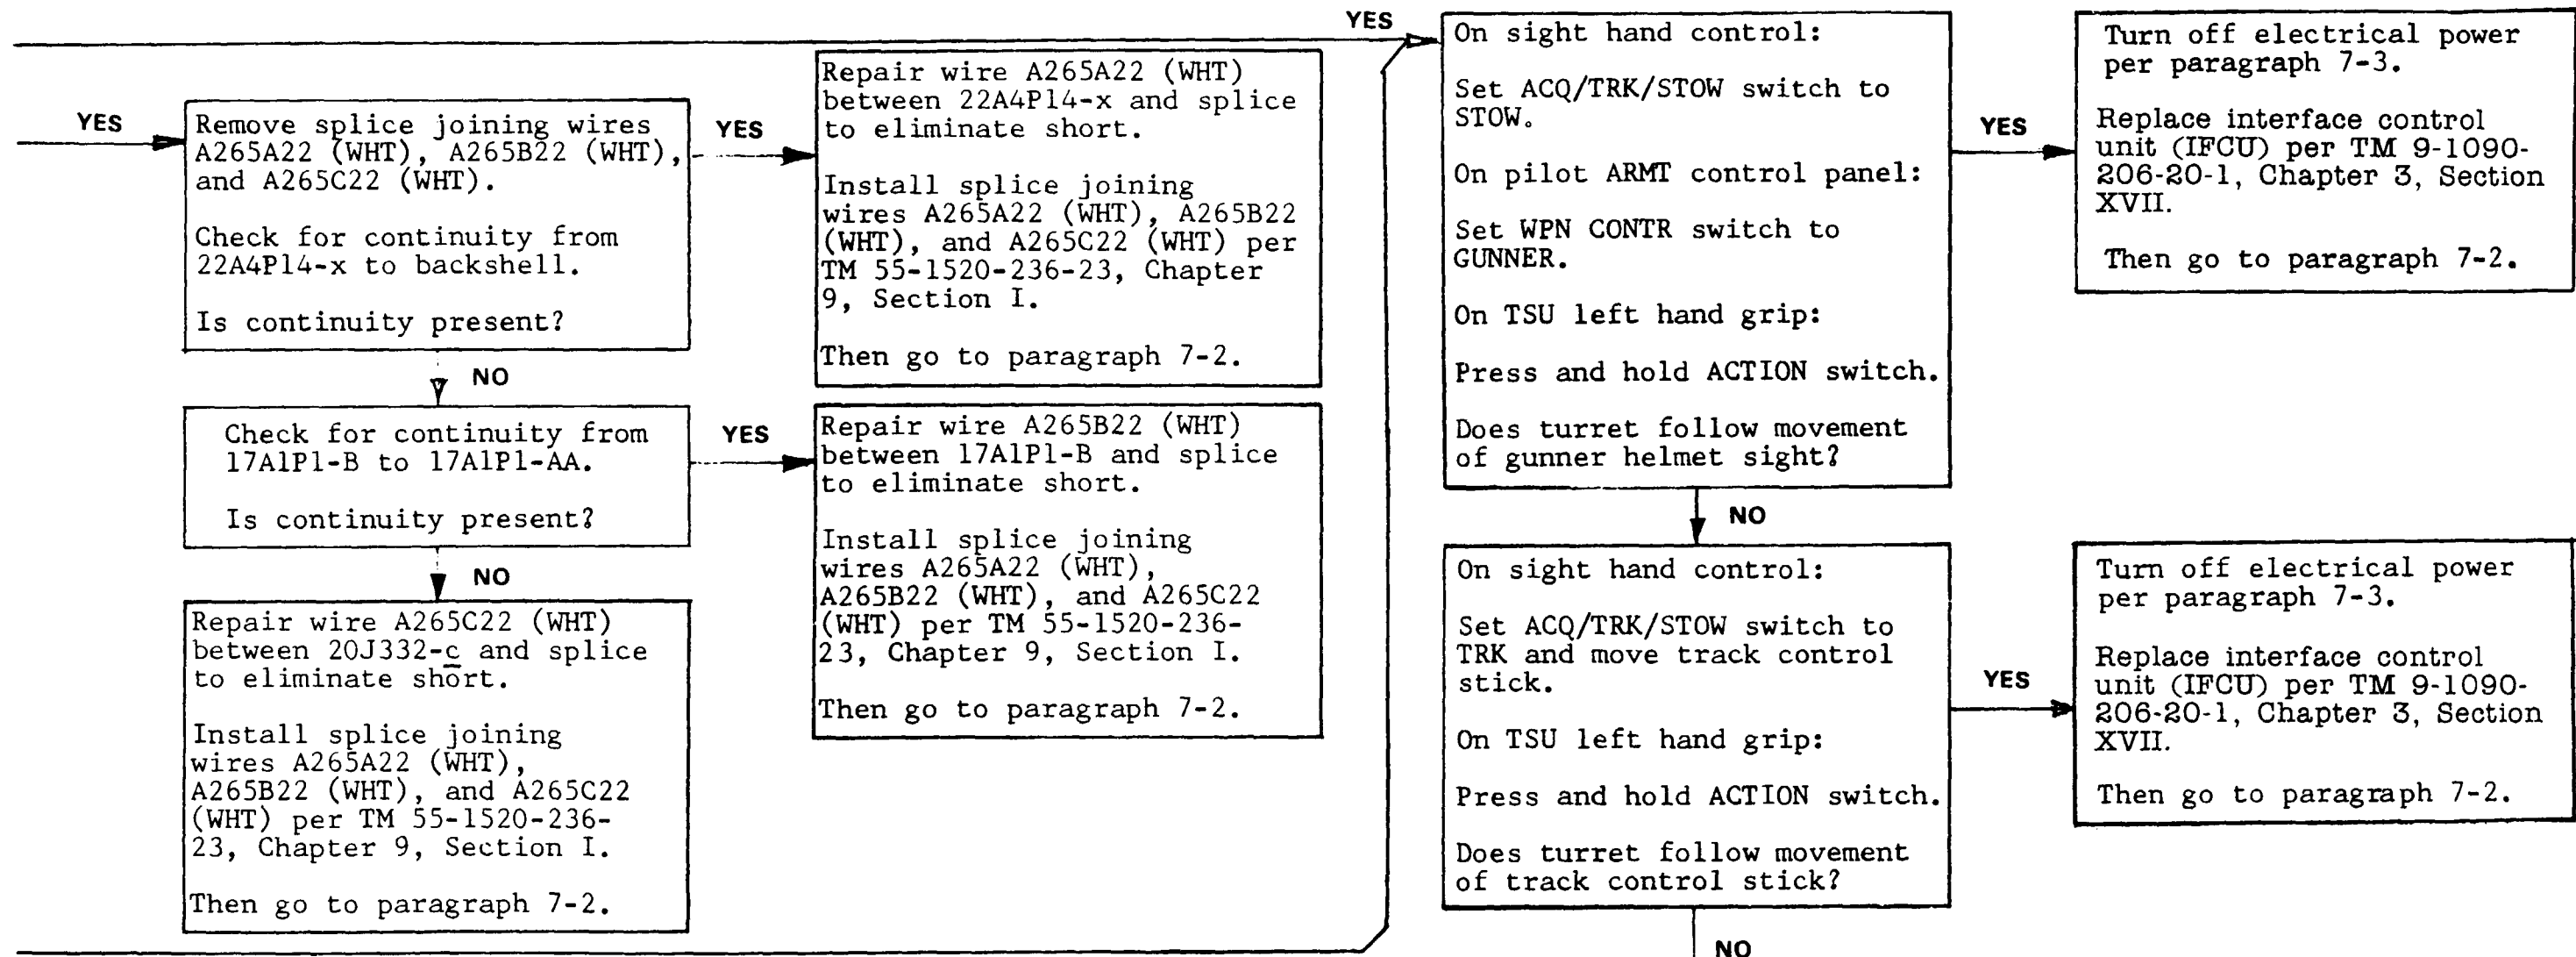 YES
Remove splice joining wires
A265A22 (WHT), A265B22 (WHT),
and A265C22 (WHT).
Check for continuity from
22A4P14-x to backshell.
Is continuity present?
YES
Repair wire A265A22 (WHT)
between 22A4P14-x and splice
to eliminate short.
Install splice joining
wires A265A22 (WHT), A265B22
(WHT), and A265C22 (WHT) per
TM 55-1520-236-23, Chapter
9, Section I.
Then go to paragraph 7-2.
NO
Check for continuity from
17A1P1-B to 17A1P1-AA.
Is continuity present?
YES
Repair wire A265B22 (WHT)
between 17A1P1-B and splice
to eliminate short.
Install splice joining
wires A265A22 (WHT),
A265B22 (WHT), and A265C22
(WHT) per TM 55-1520-236-
23, Chapter 9, Section I.
Then go to paragraph 7-2.
NO
Repair wire A265C22 (WHT)
between 20J332-c and splice
to eliminate short.
Install splice joining
wires A265A22 (WHT),
A265B22 (WHT), and A265C22
(WHT) per TM 55-1520-236-
23, Chapter 9, Section I.
Then go to paragraph 7-2.
YES
On sight hand control:
Set ACQ/TRK/STOW switch to
STOW.
On pilot ARMT control panel:
Set WPN CONTR switch to
GUNNER.
On TSU left hand grip:
Press and hold ACTION switch.
Does turret follow movement
of gunner helmet sight?
YES
Turn off electrical power
per paragraph 7-3.
Replace interface control
unit (IFCU) per TM 9-1090-
206-20-1, Chapter 3, Section
XVII.
Then go to paragraph 7-2.
NO
On sight hand control:
Set ACQ/TRK/STOW switch to
TRK and move track control
stick.
On TSU left hand grip:
Press and hold ACTION switch.
Does turret follow movement
of track control stick?
YES
Turn off electrical power
per paragraph 7-3.
Replace interface control
unit (IFCU) per TM 9-1090-
206-20-1, Chapter 3, Section
XVII.
Then go to paragraph 7-2.
NO